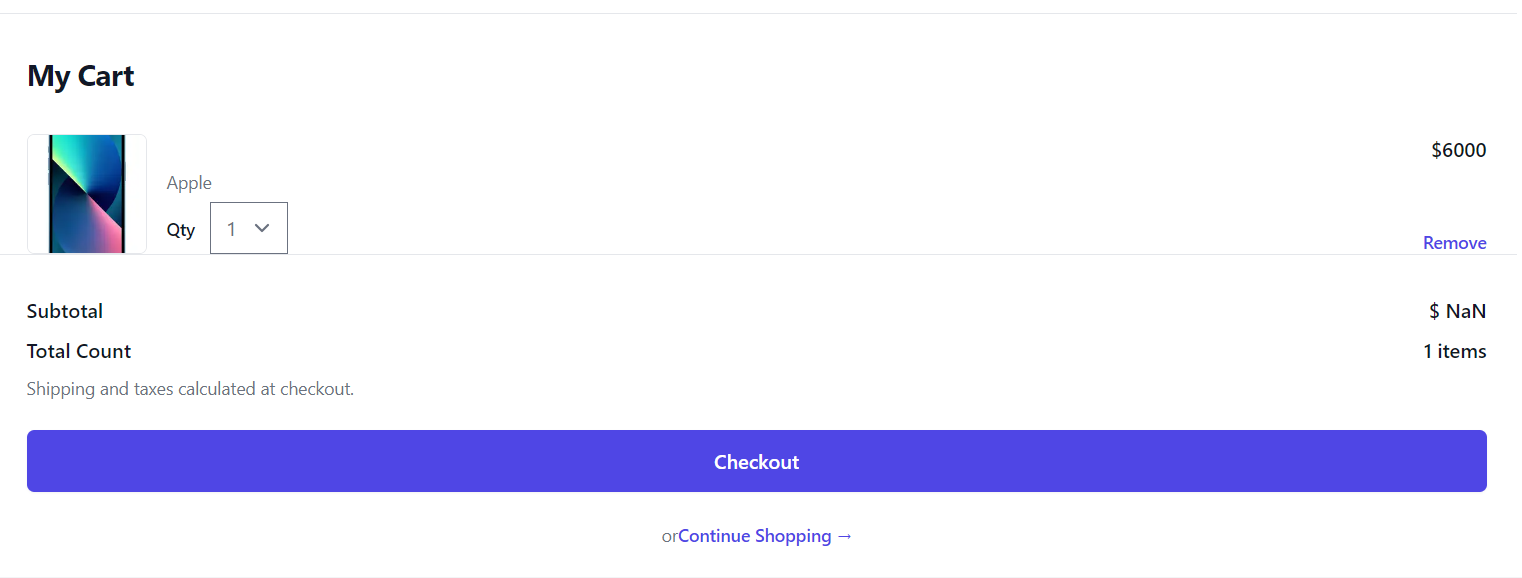 My Cart
$6000
Apple
Qty 1
Remove
Subtotal $ NaN
Total Count 1 items
Shipping and taxes calculated at checkout.
Checkout
orContinue Shopping →